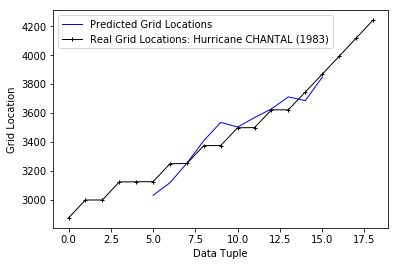 Predicted Grid Locations
Real Grid Locations: Hurricane CHANTAL (1983)
Grid Location
4200
4000
3800
3600
3400
3200
3000
0.0 2.5 5.0 7.5 10.0 12.5 15.0 17.5
Data Tuple